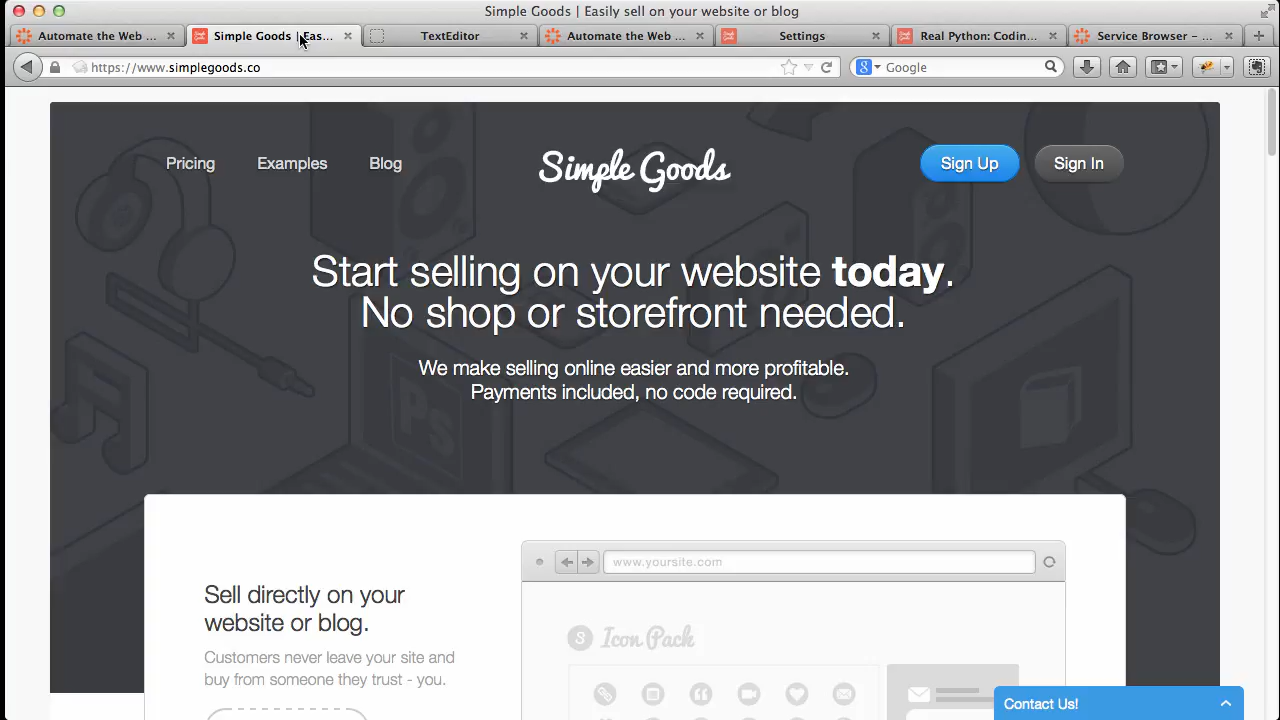 Simple Goods | Easily sell on your website or blog
Automate the Web ...
Simple Goods | Eas...
TextEditor
Automate the Web ...
Settings
Real Python: Codin...
Service Browser – ...
https://www.simplegoods.co
Google
Pricing
Examples
Blog
Simple Goods
Sign Up
Sign In
Start selling on your website today.
No shop or storefront needed.
We make selling online easier and more profitable.
Payments included, no code required.
Ps
www.yoursite.com
Sell directly on your
website or blog.
Customers never leave your site and
buy from someone they trust - you.
S Icon Pack
Contact Us!